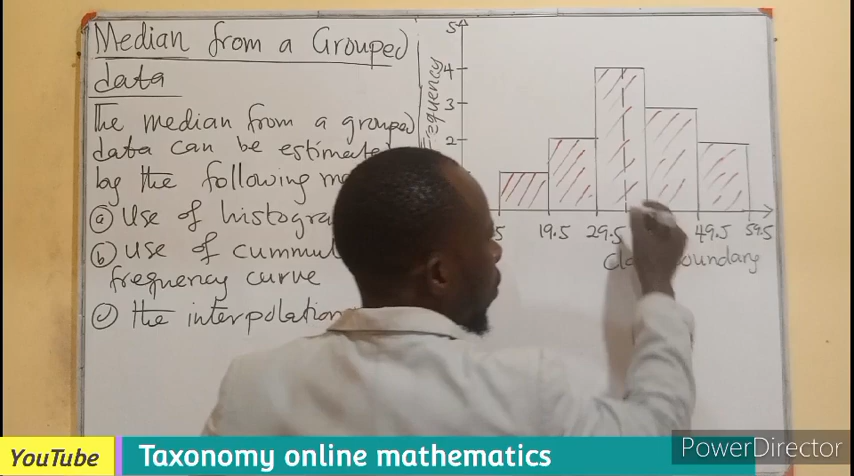 Median from a Grouped
data
The median from a grouped
data can be estimate
by the following
(a) Use of histogra
(b) Use of cummul
frequency curve
(c) the interpolation
Frequency
5
4
3
2
5 19.5 29.5 49.5 59.5
Cla oundary
YouTube
Taxonomy online mathematics
PowerDirector